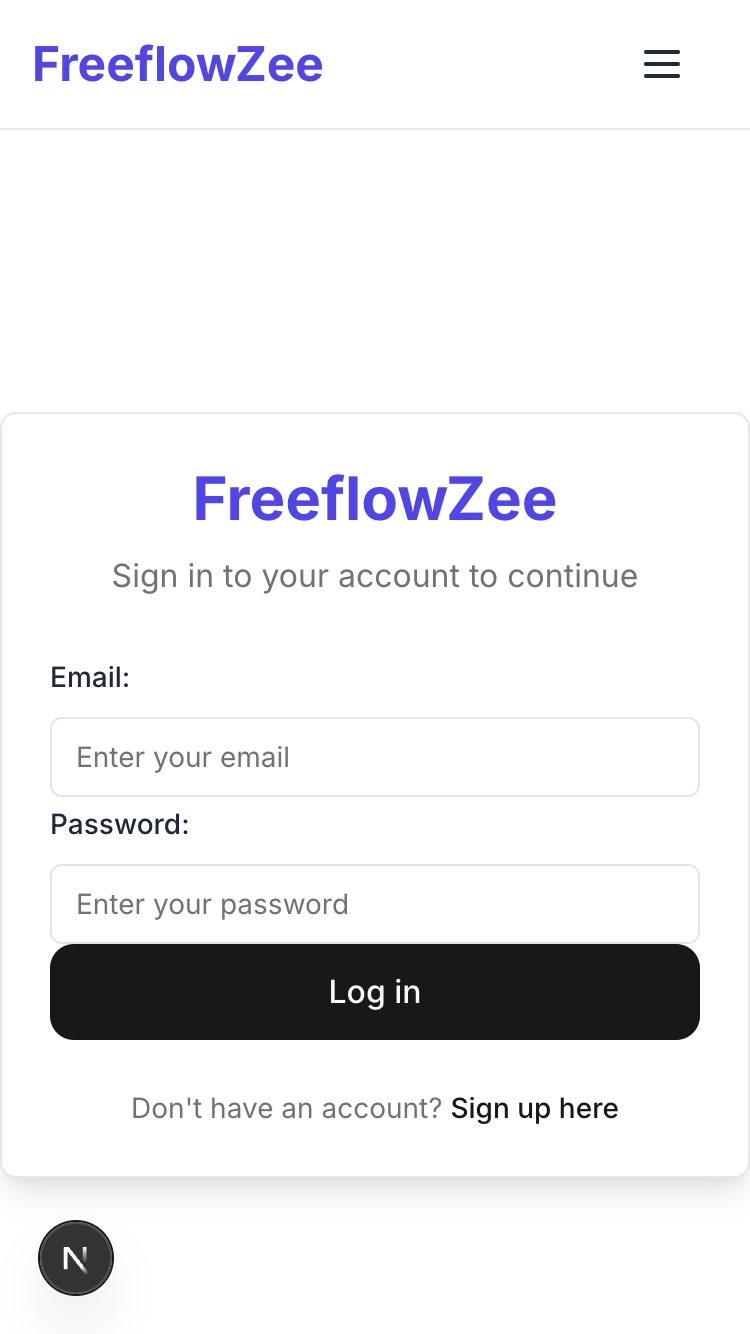 FreeflowZee
FreeflowZee
Sign in to your account to continue
Email:
Enter your email
Password:
Enter your password
Log in
Don't have an account? Sign up here
N